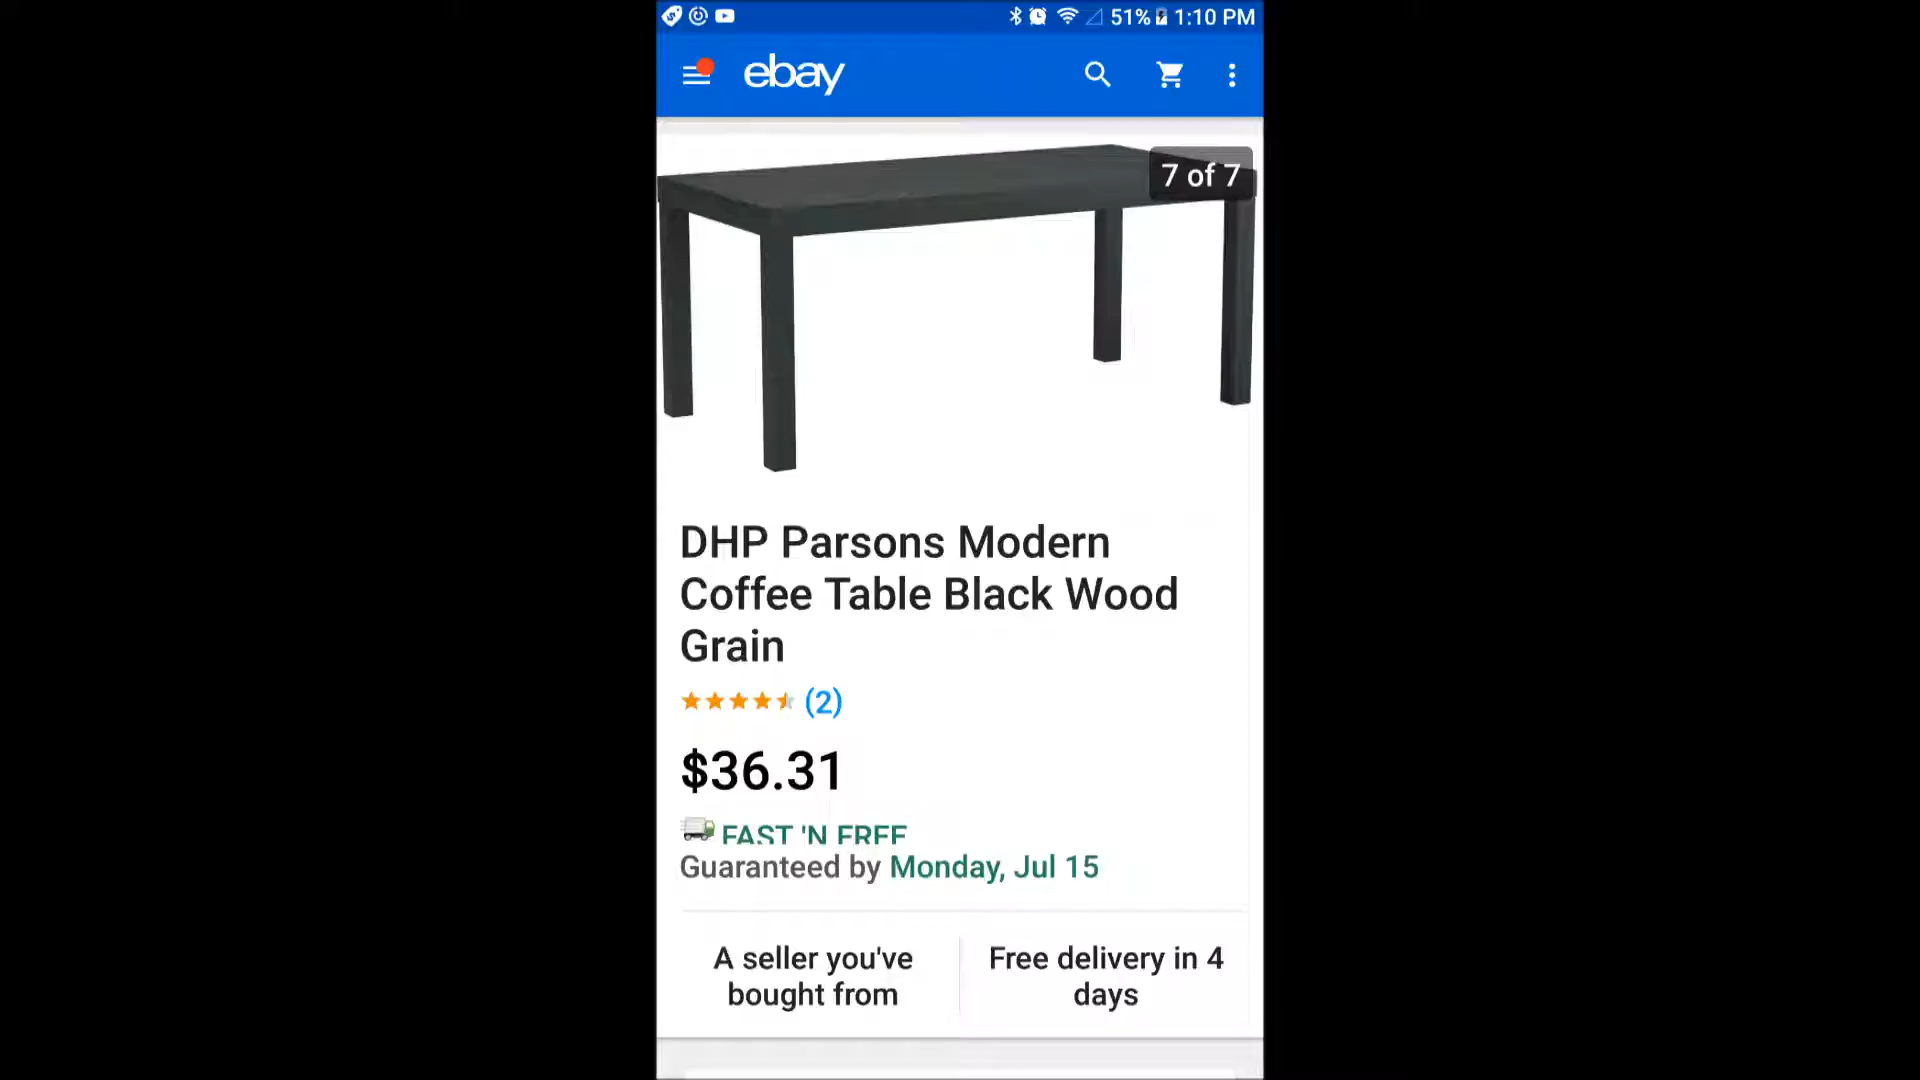 51% 1:10 PM
ebay
7 of 7
DHP Parsons Modern
Coffee Table Black Wood
Grain
(2)
$36.31
FAST 'N FREE
Guaranteed by Monday, Jul 15
A seller you've
bought from
Free delivery in 4
days